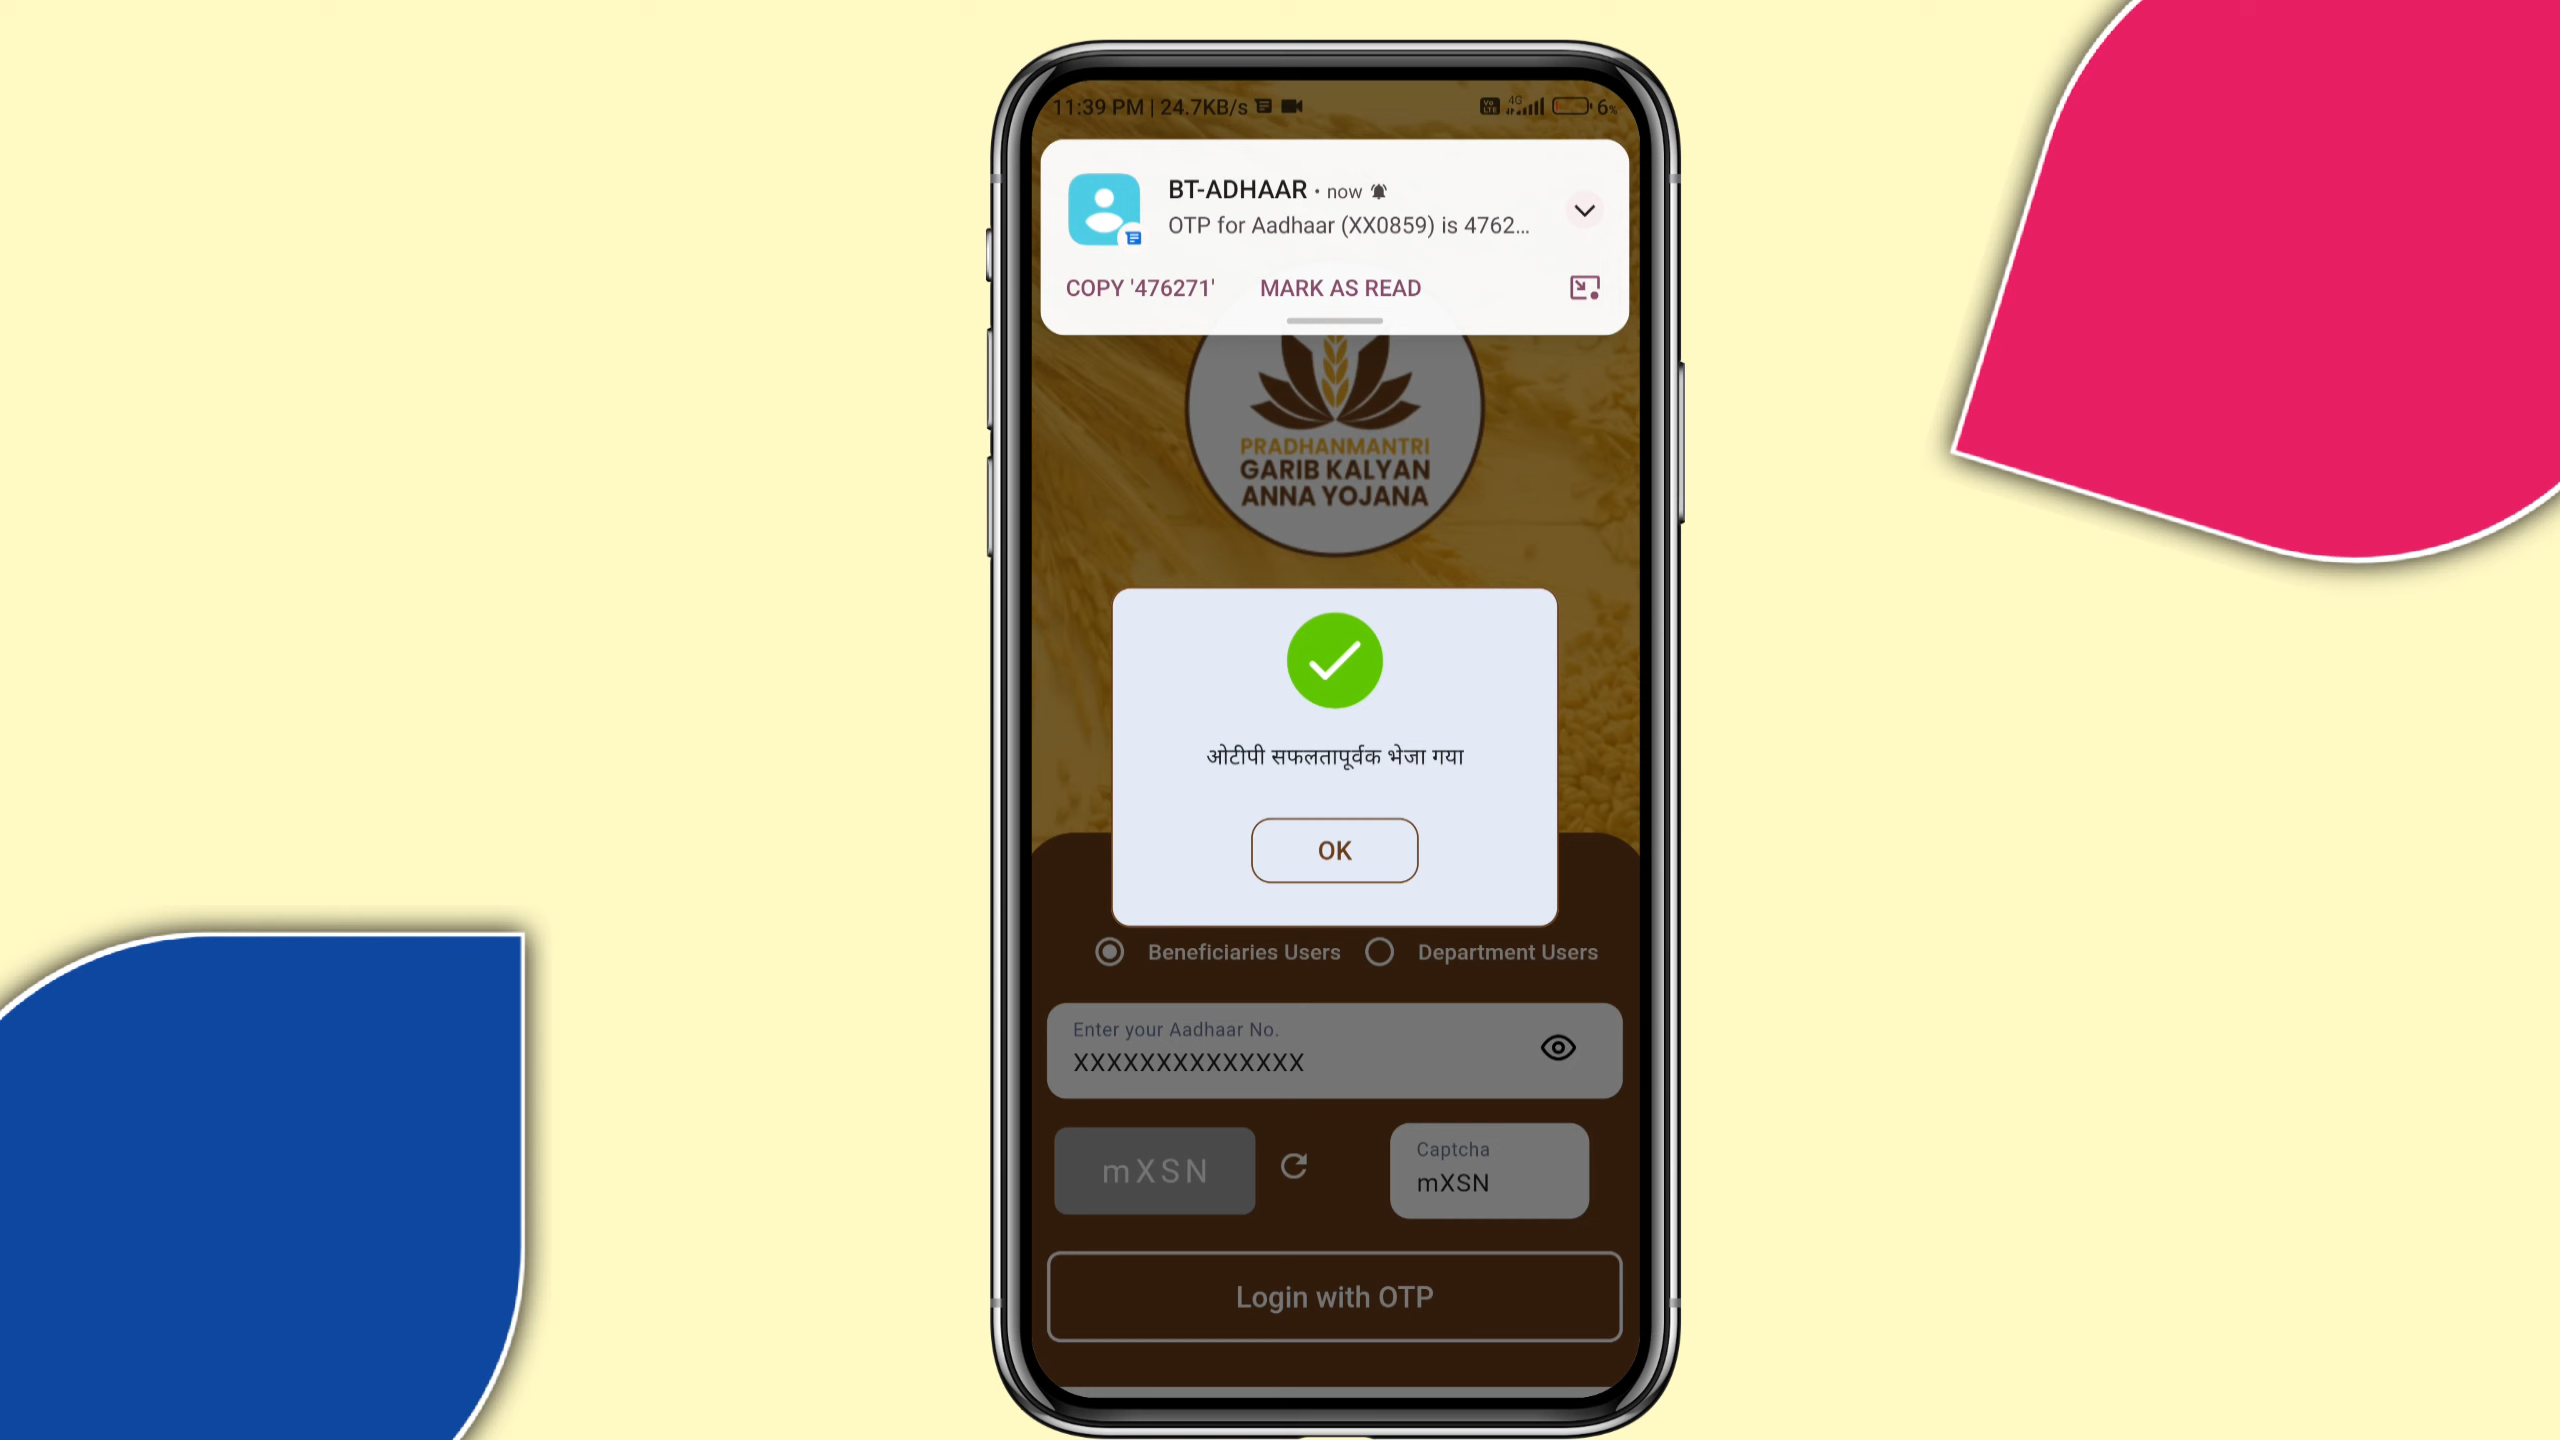 11:39 PM | 24.7KB/s 4G 6%
BT-ADHAAR • now
OTP for Aadhaar (XX0859) is 4762...
COPY '476271' MARK AS READ
PRADHANMANTRI
GARIB KALYAN
ANNA YOJANA
ओटीपी सफलतापूर्वक भेजा गया
OK
Beneficiaries Users Department Users
Enter your Aadhaar No.
XXXXXXXXXXXXXX
mXSN
Captcha
mXSN
Login with OTP